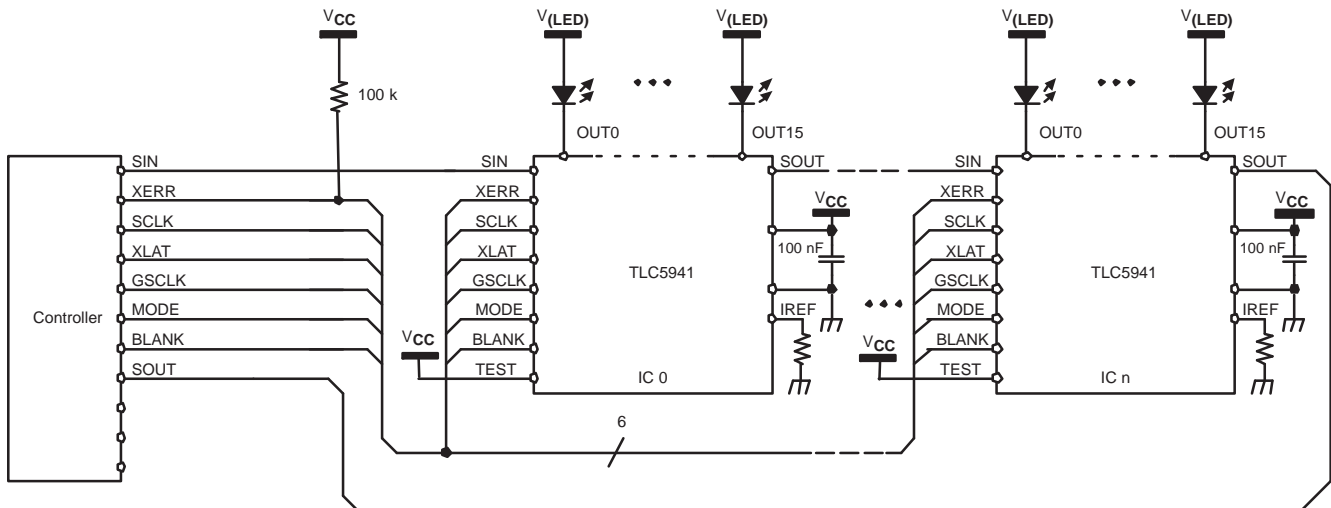 VCC
V(LED)
V(LED)
V(LED)
V(LED)
100 k
OUT0
OUT15
OUT0
OUT15
SIN
SIN
SOUT
SIN
SOUT
XERR
XERR
VCC
XERR
VCC
SCLK
SCLK
SCLK
XLAT
XLAT
100 nF
XLAT
100 nF
TLC5941
TLC5941
GSCLK
GSCLK
GSCLK
Controller
MODE
MODE
IREF
MODE
IREF
BLANK
VCC
BLANK
VCC
BLANK
SOUT
TEST
IC 0
TEST
IC n
6